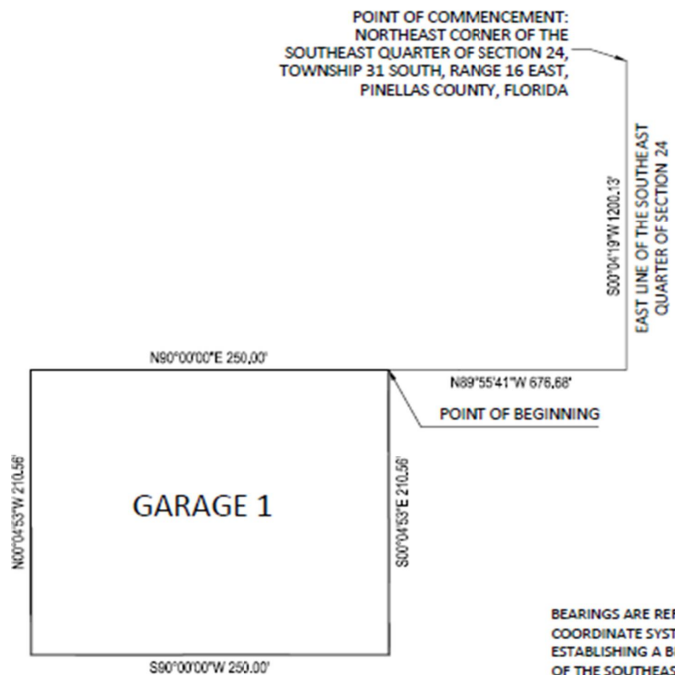 POINT OF COMMENCEMENT:
NORTHEAST CORNER OF THE
SOUTHEAST QUARTER OF SECTION 24,
TOWNSHIP 31 SOUTH, RANGE 16 EAST,
PINELLAS COUNTY, FLORIDA
S00°04'19"W 1200.13'
EAST LINE OF THE SOUTHEAST
QUARTER OF SECTION 24
N90°00'00"E 250.00'
N89°55'41"W 676.68'
POINT OF BEGINNING
N00°04'53"W 210.56'
GARAGE 1
S00°04'53"E 210.56'
S90°00'00"W 250.00'
BEARINGS ARE REF
COORDINATE SYST
ESTABLISHING A B
OF THE SOUTHEAS